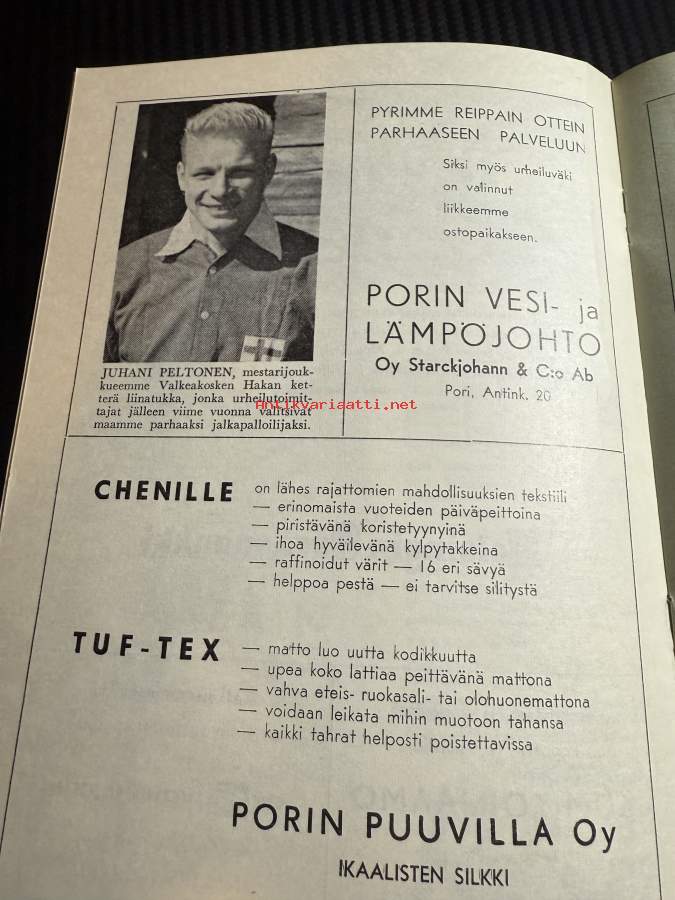 JUHANI PELTONEN, mestarijouk-
kueemme Valkeakosken Hakan ket-
terä liinatukka, jonka urheilutoimit-
tajat jälleen viime vuonna valitsivat
maamme parhaaksi jalkapalloilijaksi.
antikvariaatti.net
PYRIMME REIPPAIN OTTEIN
PARHAASEEN PALVELUUN
Siksi myös urheiluväki
on valinnut
liikkeemme
ostopaikakseen.
PORIN VESI- ja
LÄMPÖJOHTO
Oy Starckjohann & C:o Ab
Pori, Antink. 20
CHENILLE on lähes rajattomien mahdollisuuksien tekstiili
— erinomaista vuoteiden päiväpeittoina
— piristävänä koristetyynyinä
— ihoa hyväilevänä kylpytakkeina
— raffinoidut värit — 16 eri sävyä
— helppoa pestä — ei tarvitse silitystä
TUF-TEX — matto luo uutta kodikkuutta
— upea koko lattiaa peittävänä mattona
— vahva eteis- ruokasali- tai olohuonemattona
— voidaan leikata mihin muotoon tahansa
— kaikki tahrat helposti poistettavissa
PORIN PUUVILLA Oy
IKAALISTEN SILKKI